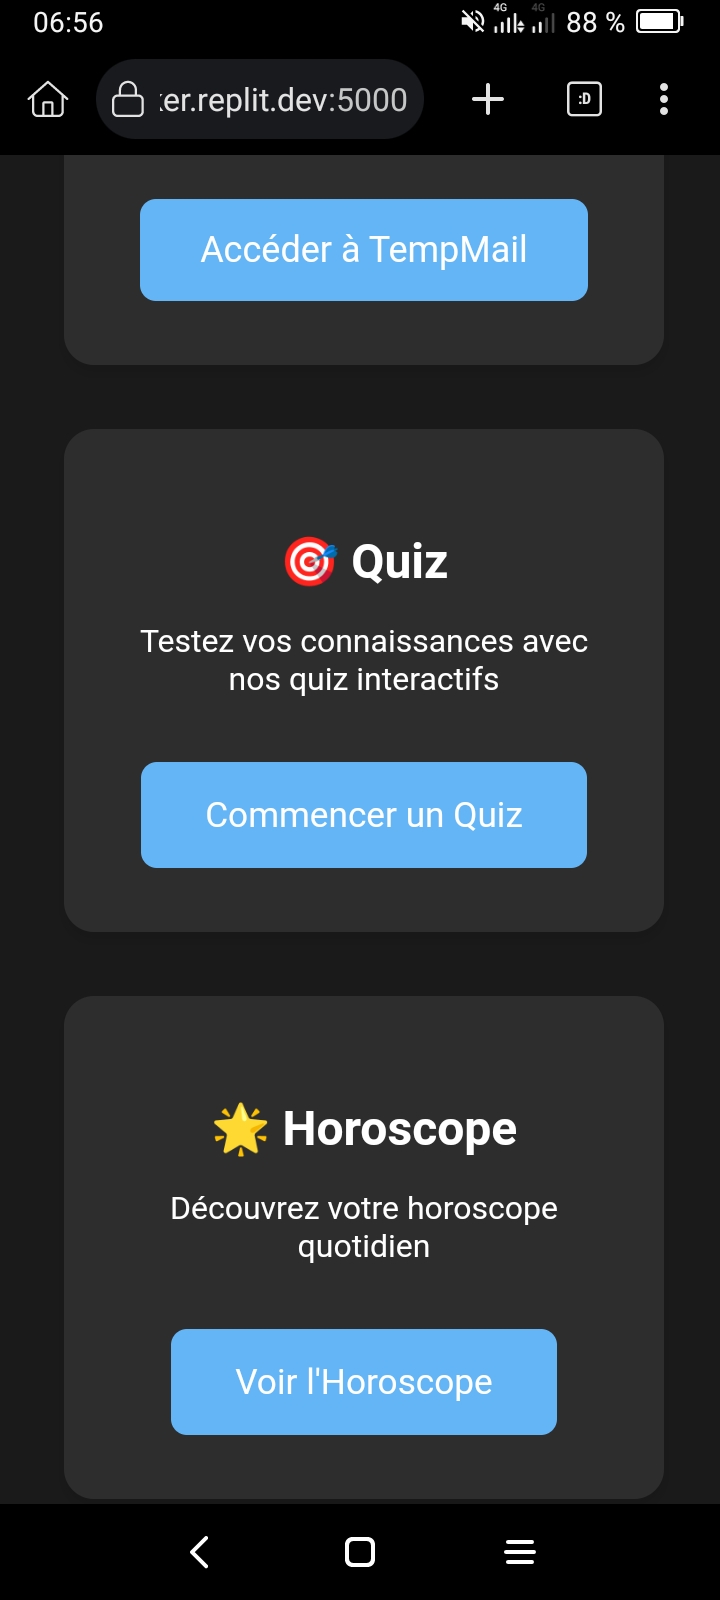 06:56
4G 4G 88 %
ker.replit.dev:5000
:D
Accéder à TempMail
🎯 Quiz
Testez vos connaissances avec
nos quiz interactifs
Commencer un Quiz
🌟 Horoscope
Découvrez votre horoscope
quotidien
Voir l'Horoscope